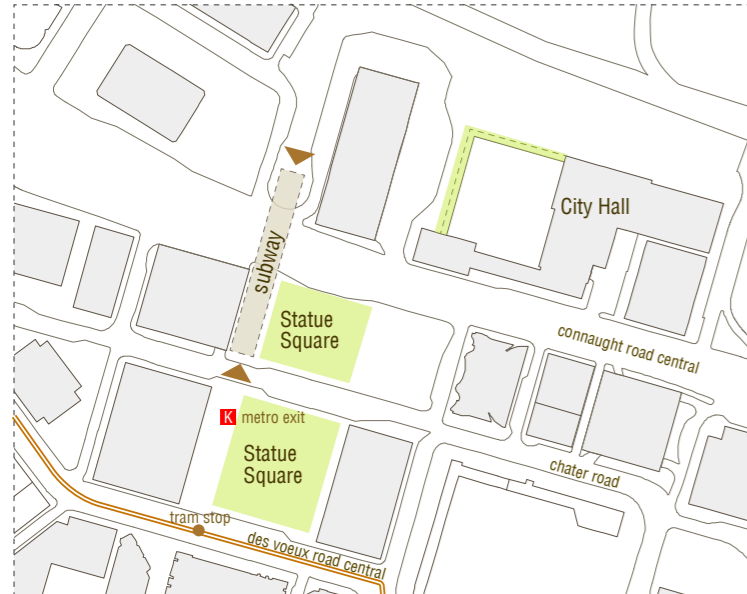 City Hall
subway
Statue
Square
connaught road central
K metro exit
Statue
Square
chater road
tram stop
des voeux road central